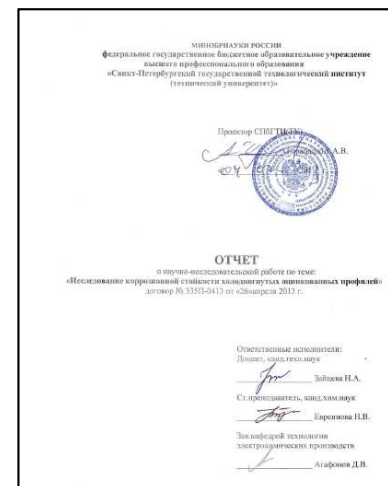 МИНОБРНАУКИ РОССИИ
федеральное государственное бюджетное образовательное учреждение
высшего профессионального образования
«Санкт-Петербургский государственный технологический институт
(технический университет)»
Проректор СПбГТИ(ТУ)
А.В.
ОТЧЕТ
о научно-исследовательской работе по теме:
«Исследование коррозионной стойкости холодногнутых оцинкованных профилей»
договор № 335П-0413 от «26»апреля 2013 г.
Ответственные исполнители:
Доцент, канд.техн.наук
Зайцева Н.А.
Ст.преподаватель, канд.хим.наук
Евреинова Н.В.
Зав.кафедрой технологии
электрохимических производств
Агафонов Д.В.